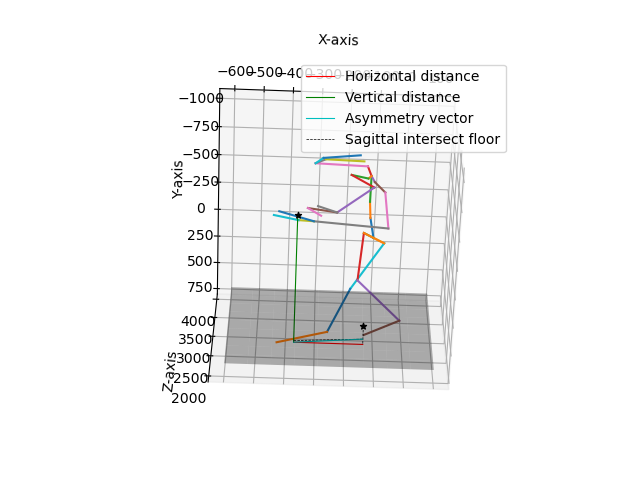 X-axis
−600 −500 −400 −300
Horizontal distance
Vertical distance
Asymmetry vector
Sagittal intersect floor
Y-axis
−1000
−750
−500
−250
0
250
500
750
4000
3500
3000
2500
2000
Z-axis